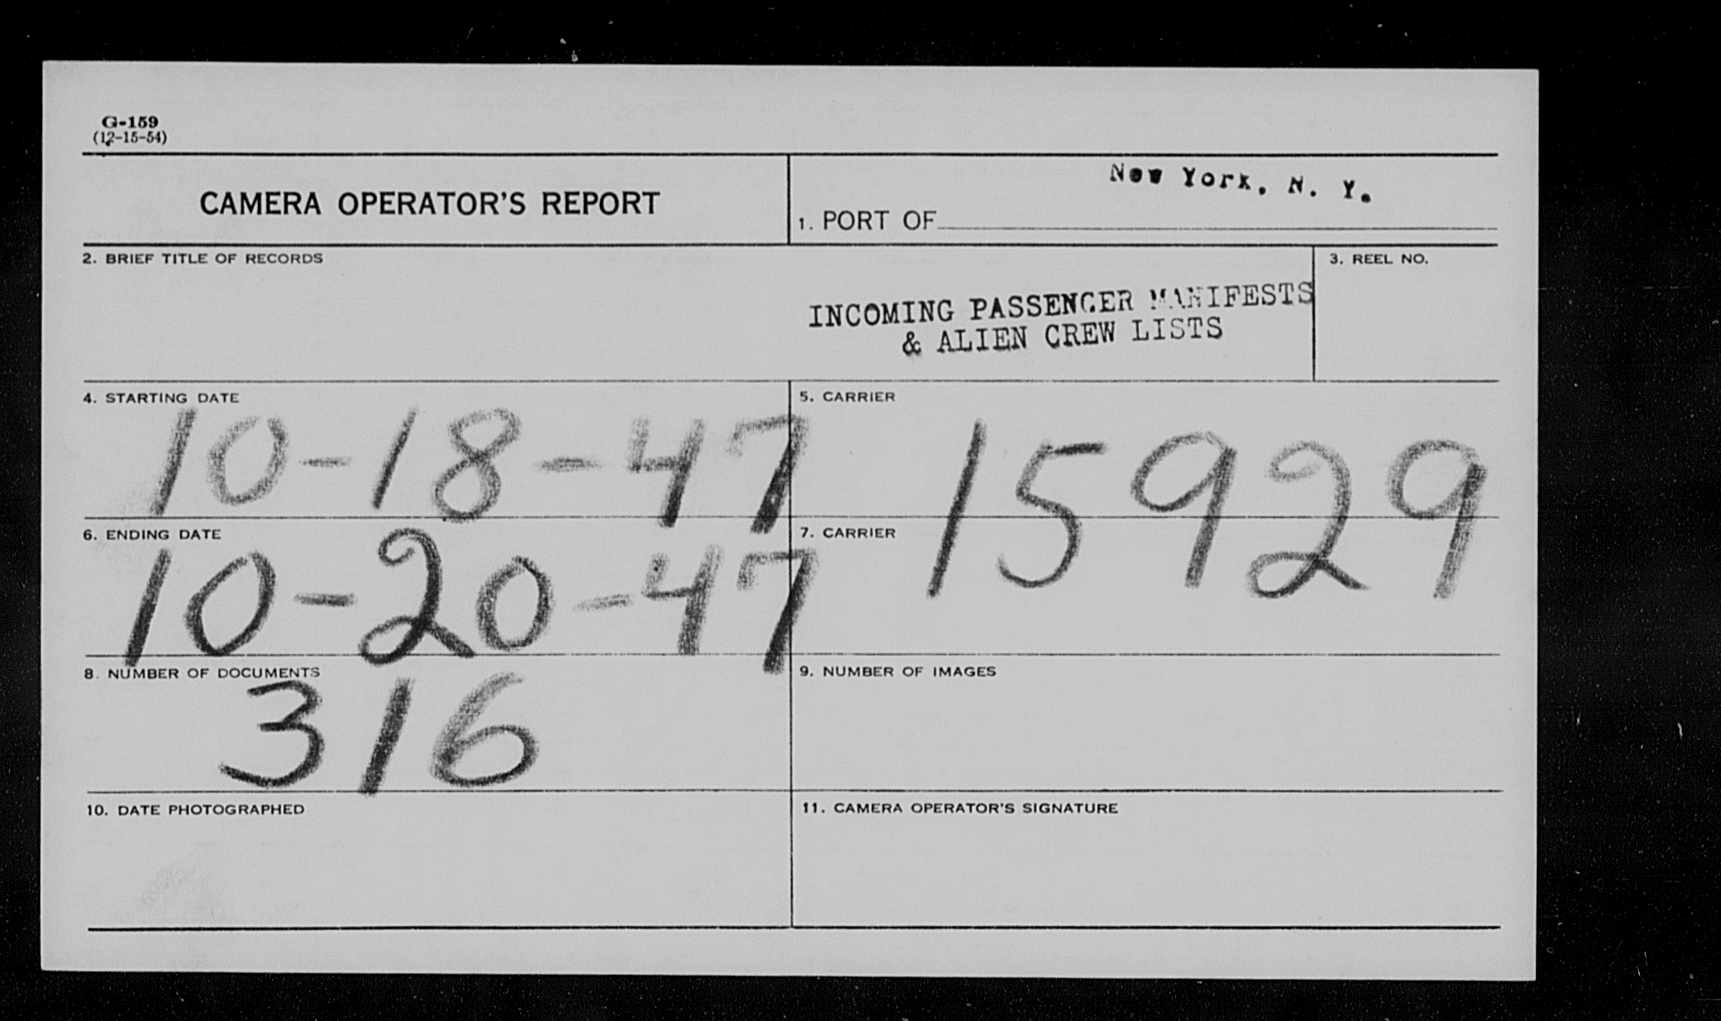 G-159
(12-15-54)
CAMERA OPERATOR'S REPORT
1. PORT OF New York, N. Y.
2. BRIEF TITLE OF RECORDS
INCOMING PASSENGER MANIFESTS
& ALIEN CREW LISTS
3. REEL NO.
4. STARTING DATE
10-18-47
5. CARRIER
15929
6. ENDING DATE
10-20-47
7. CARRIER
8. NUMBER OF DOCUMENTS
316
9. NUMBER OF IMAGES
10. DATE PHOTOGRAPHED
11. CAMERA OPERATOR'S SIGNATURE